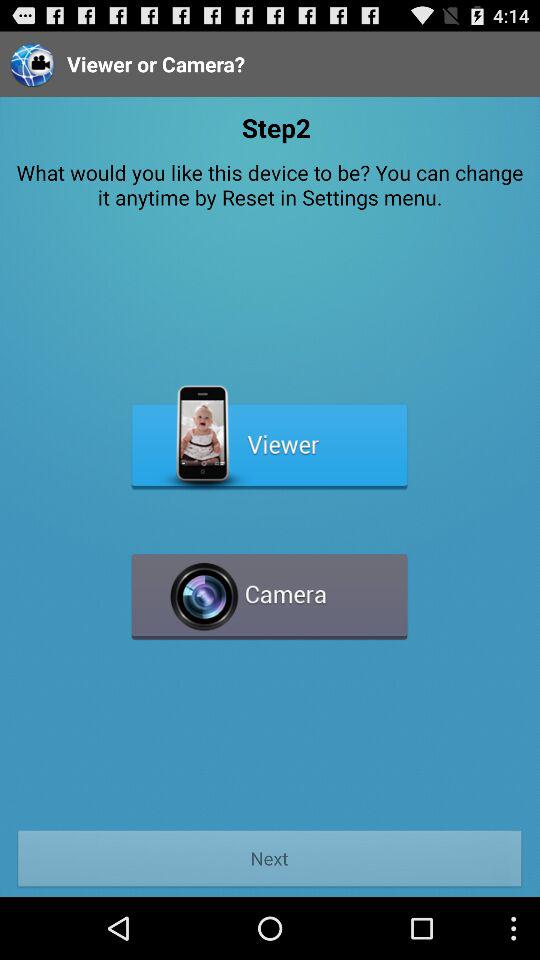 4:14
Viewer or Camera?
Step2
What would you like this device to be? You can change
it anytime by Reset in Settings menu.
Viewer
Camera
Next